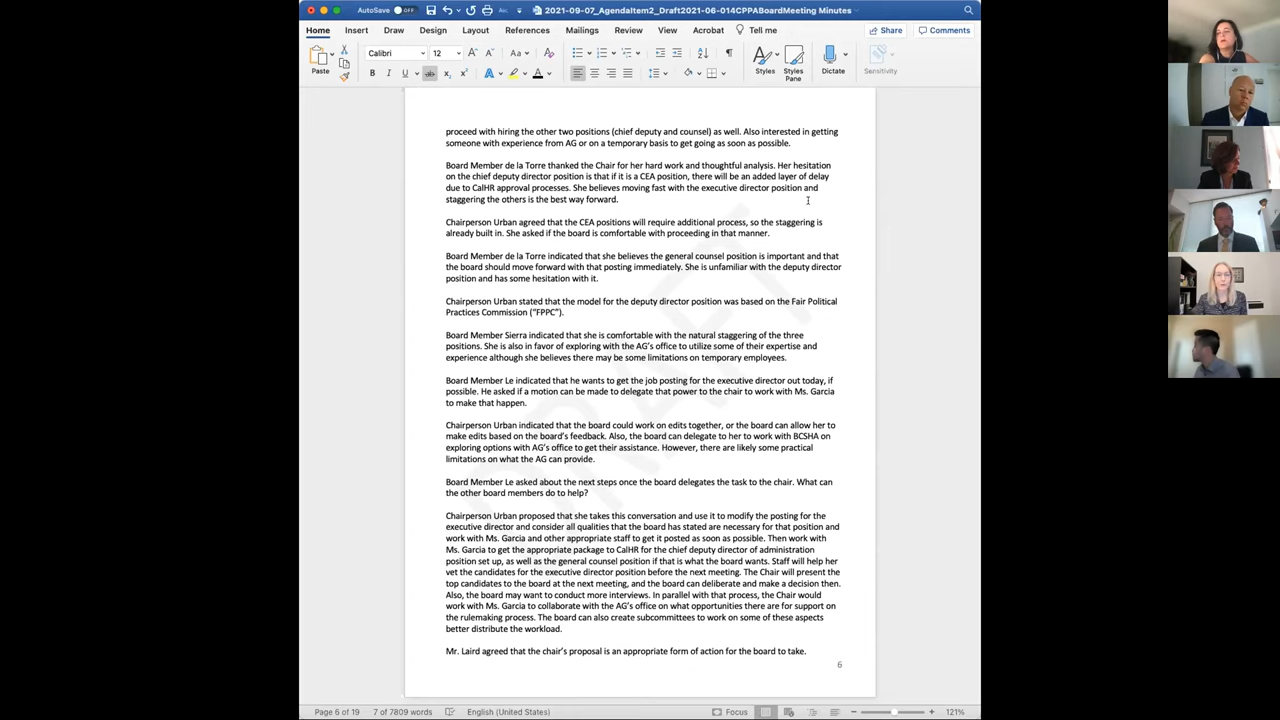 AutoSave OFF 2021-09-07_AgendaItem2_Draft2021-06-014CPPABoardMeeting Minutes
Home Insert Draw Design Layout References Mailings Review View Acrobat Tell me Share Comments
Paste Calibri 12 Styles Styles Pane Dictate Sensitivity
DRAFT
proceed with hiring the other two positions (chief deputy and counsel) as well. Also interested in getting
someone with experience from AG or on a temporary basis to get going as soon as possible.
Board Member de la Torre thanked the Chair for her hard work and thoughtful analysis. Her hesitation
on the chief deputy director position is that if it is a CEA position, there will be an added layer of delay
due to CalHR approval processes. She believes moving fast with the executive director position and
staggering the others is the best way forward.
Chairperson Urban agreed that the CEA positions will require additional process, so the staggering is
already built in. She asked if the board is comfortable with proceeding in that manner.
Board Member de la Torre indicated that she believes the general counsel position is important and that
the board should move forward with that posting immediately. She is unfamiliar with the deputy director
position and has some hesitation with it.
Chairperson Urban stated that the model for the deputy director position was based on the Fair Political
Practices Commission ("FPPC").
Board Member Sierra indicated that she is comfortable with the natural staggering of the three
positions. She is also in favor of exploring with the AG's office to utilize some of their expertise and
experience although she believes there may be some limitations on temporary employees.
Board Member Le indicated that he wants to get the job posting for the executive director out today, if
possible. He asked if a motion can be made to delegate that power to the chair to work with Ms. Garcia
to make that happen.
Chairperson Urban indicated that the board could work on edits together, or the board can allow her to
make edits based on the board's feedback. Also, the board can delegate to her to work with BCSHA on
exploring options with AG's office to get their assistance. However, there are likely some practical
limitations on what the AG can provide.
Board Member Le asked about the next steps once the board delegates the task to the chair. What can
the other board members do to help?
Chairperson Urban proposed that she takes this conversation and use it to modify the posting for the
executive director and consider all qualities that the board has stated are necessary for that position and
work with Ms. Garcia and other appropriate staff to get it posted as soon as possible. Then work with
Ms. Garcia to get the appropriate package to CalHR for the chief deputy director of administration
position set up, as well as the general counsel position if that is what the board wants. Staff will help her
vet the candidates for the executive director position before the next meeting. The Chair will present the
top candidates to the board at the next meeting, and the board can deliberate and make a decision then.
Also, the board may want to conduct more interviews. In parallel with that process, the Chair would
work with Ms. Garcia to collaborate with the AG's office on what opportunities there are for support on
the rulemaking process. The board can also create subcommittees to work on some of these aspects
better distribute the workload.
Mr. Laird agreed that the chair's proposal is an appropriate form of action for the board to take.
6
Page 6 of 19 7 of 7809 words English (United States) Focus 121%